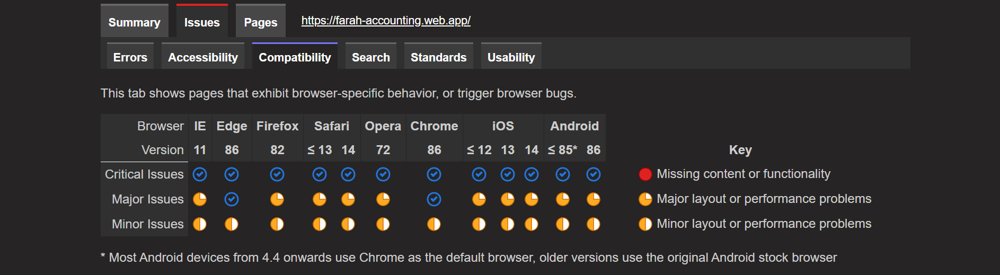 Summary Issues Pages https://farah-accounting.web.app/
Errors Accessibility Compatibility Search Standards Usability
This tab shows pages that exhibit browser-specific behavior, or trigger browser bugs.
Browser IE Edge Firefox Safari Opera Chrome iOS Android
Version 11 86 82 ≤ 13 14 72 86 ≤ 12 13 14 ≤ 85* 86 Key
Critical Issues Missing content or functionality
Major Issues Major layout or performance problems
Minor Issues Minor layout or performance problems
* Most Android devices from 4.4 onwards use Chrome as the default browser, older versions use the original Android stock browser